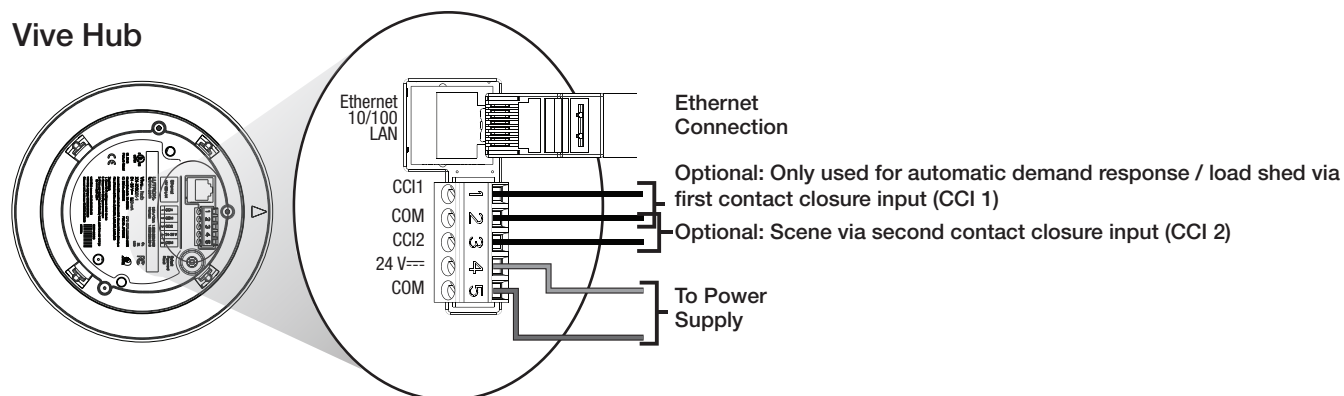 Vive Hub
Ethernet
10/100
LAN
Ethernet
Connection
CCI1
COM
CCI2
24 V⎓
COM
1
2
3
4
5
Optional: Only used for automatic demand response / load shed via
first contact closure input (CCI 1)
Optional: Scene via second contact closure input (CCI 2)
To Power
Supply